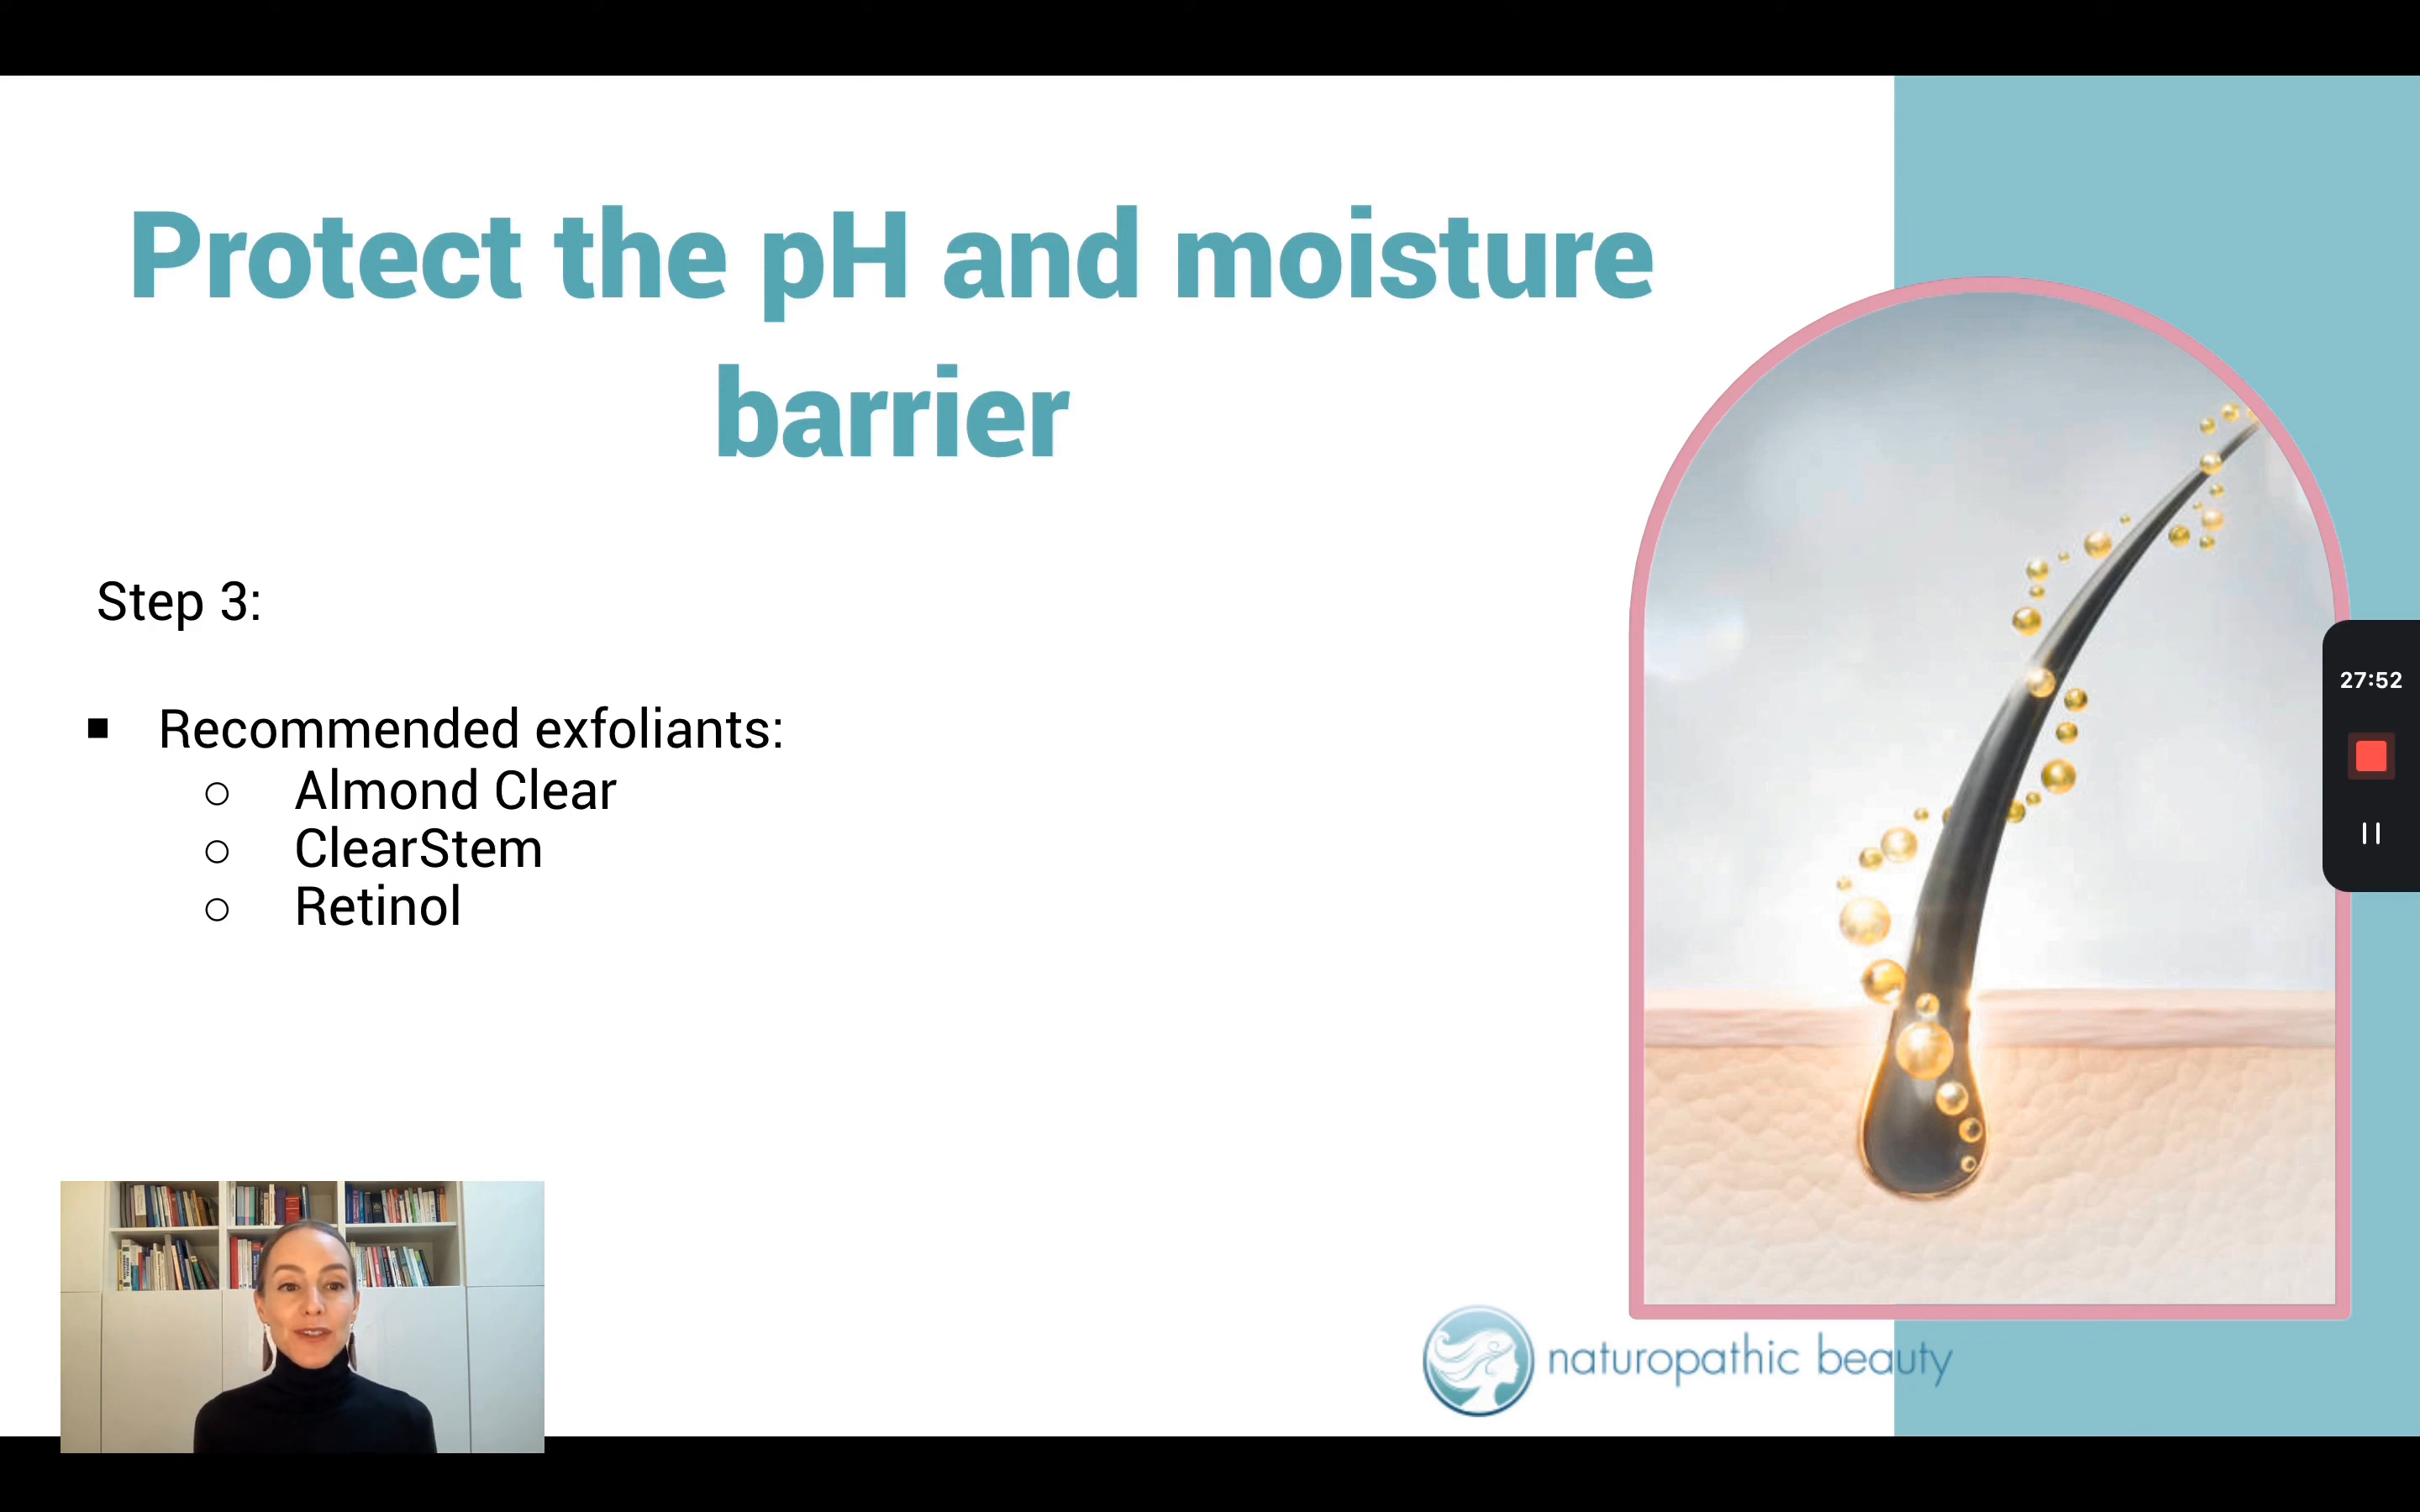 Protect the pH and moisture
barrier
Step 3:
Recommended exfoliants:
Almond Clear
ClearStem
Retinol
27:52
naturopathic beauty